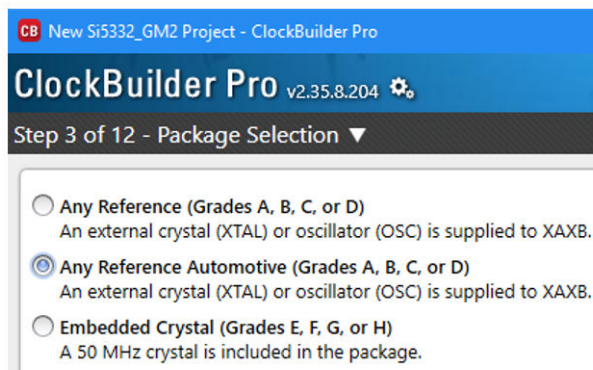 CB New Si5332_GM2 Project - ClockBuilder Pro
ClockBuilder Pro v2.35.8.204
Step 3 of 12 - Package Selection ▼
Any Reference (Grades A, B, C, or D)
An external crystal (XTAL) or oscillator (OSC) is supplied to XAXB.
Any Reference Automotive (Grades A, B, C, or D)
An external crystal (XTAL) or oscillator (OSC) is supplied to XAXB.
Embedded Crystal (Grades E, F, G, or H)
A 50 MHz crystal is included in the package.